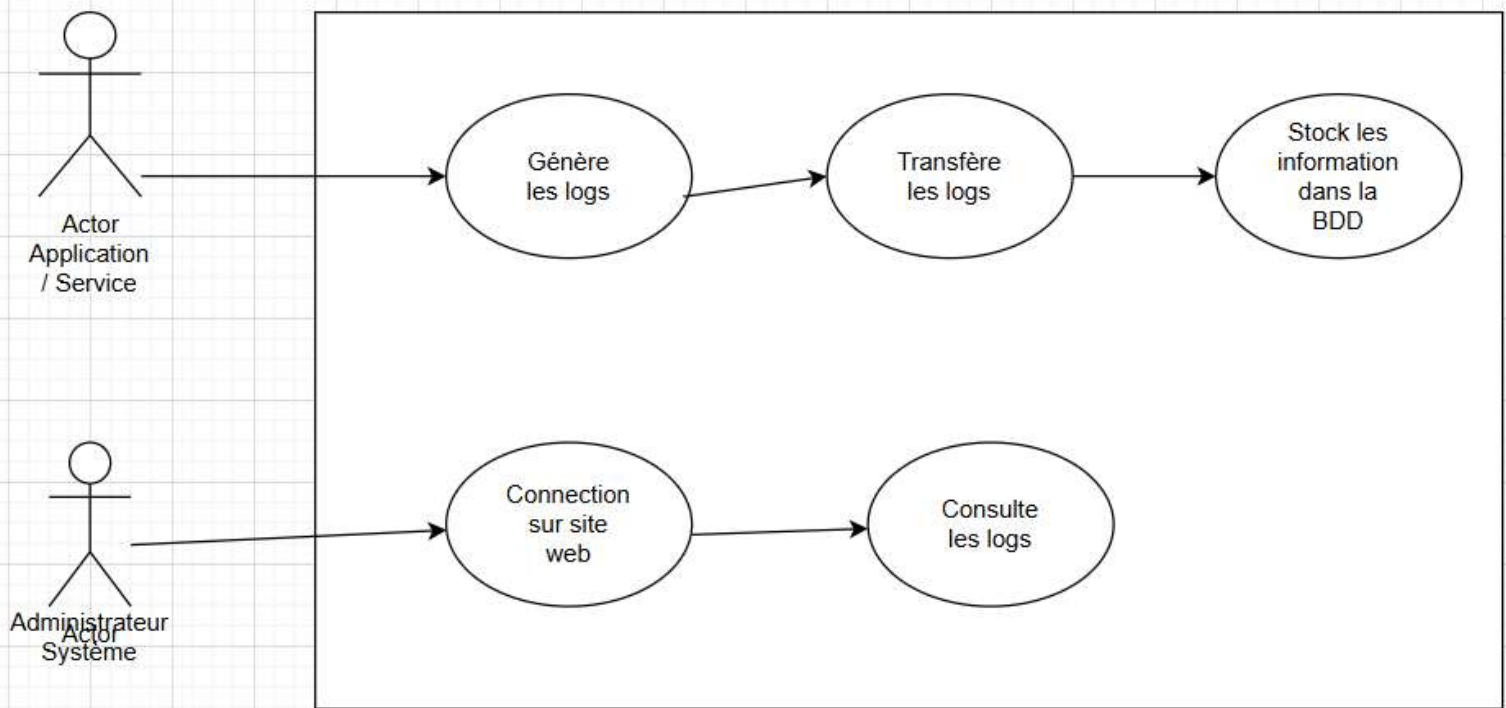 Génère
les logs
Transfère
les logs
Stock les
information
dans la
BDD
Actor
Application
/ Service
Connection
sur site
web
Consulte
les logs
Administrateur
Actor
Système